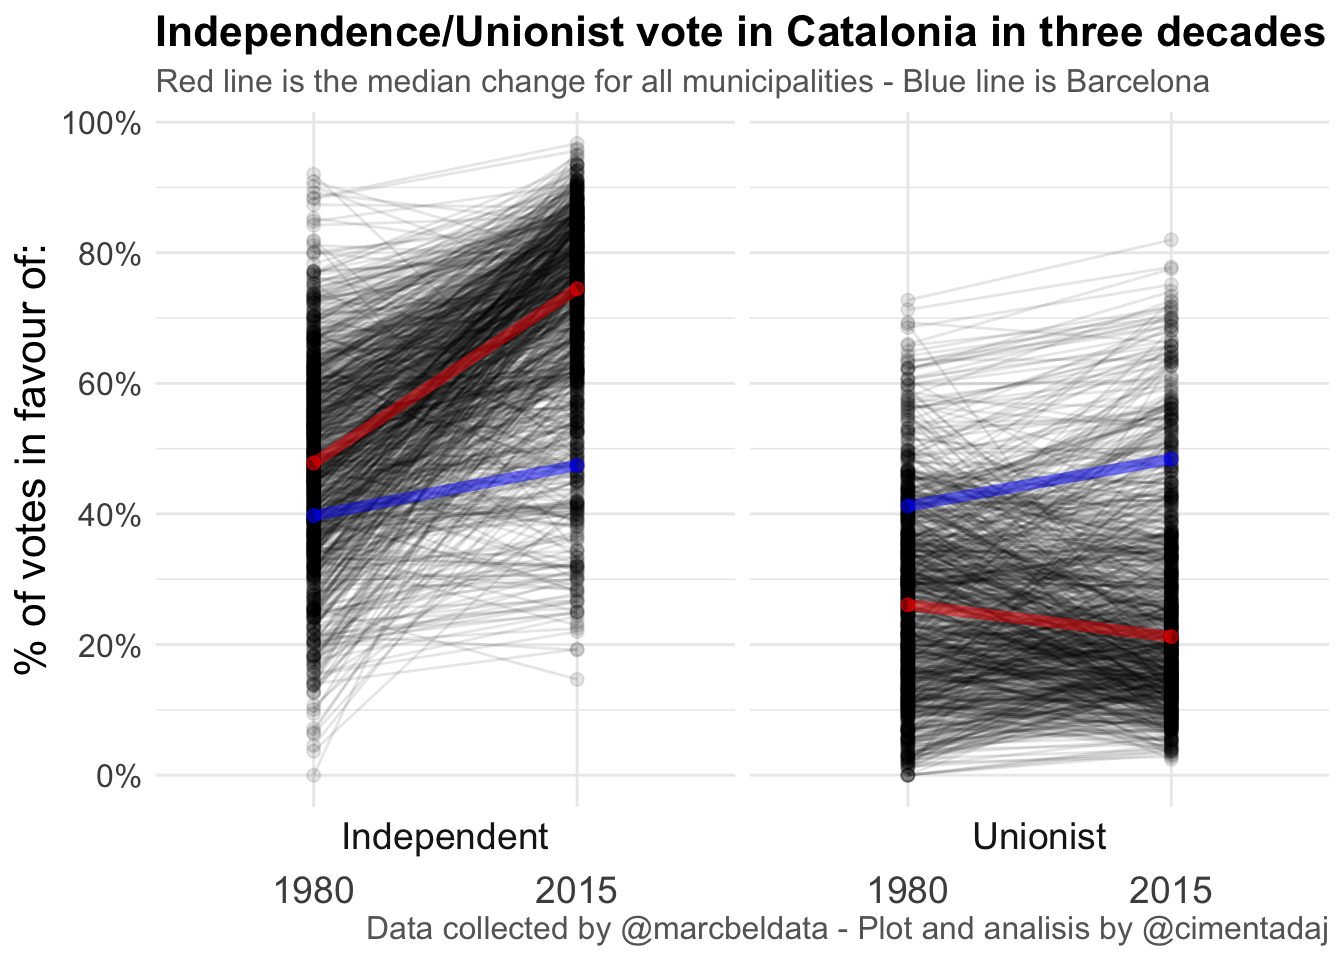 Independence/Unionist vote in Catalonia in three decades
Red line is the median change for all municipalities - Blue line is Barcelona
% of votes in favour of:
100%
80%
60%
40%
20%
0%
Independent
Unionist
1980
2015
1980
2015
Data collected by @marcbeldata - Plot and analisis by @cimentadaj